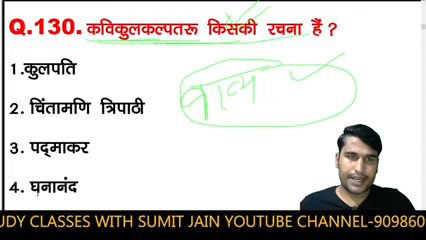 Q.130. कविकुलकल्पतरू किसकी रचना हैं ?
1.कुलपति
2. चिंतामणि त्रिपाठी
3. पद्माकर
4. घनानंद
काव्य
UDY CLASSES WITH SUMIT JAIN YOUTUBE CHANNEL-909860